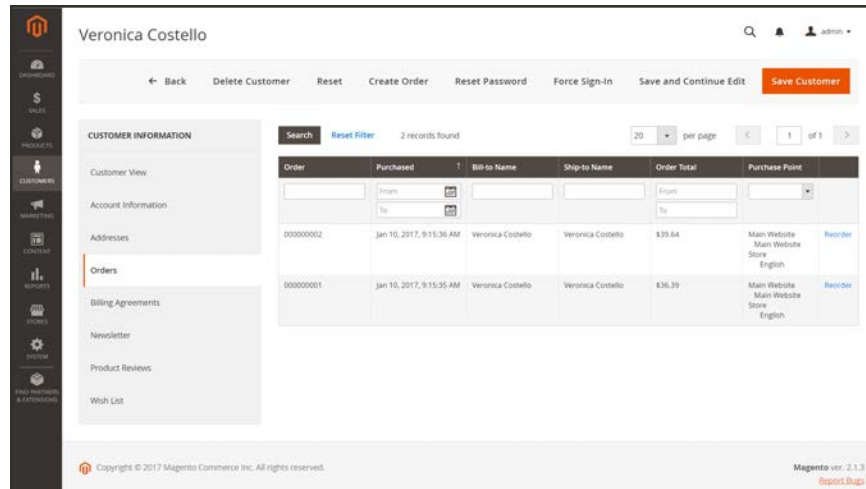 Veronica Costello
admin
DASHBOARD
SALES
PRODUCTS
CUSTOMERS
MARKETING
CONTENT
REPORTS
STORES
SYSTEM
FIND PARTNERS
& EXTENSIONS
Back Delete Customer Reset Create Order Reset Password Force Sign-In Save and Continue Edit Save Customer
CUSTOMER INFORMATION
Customer View
Account Information
Addresses
Orders
Billing Agreements
Newsletter
Product Reviews
Wish List
Search Reset Filter 2 records found 20 per page 1 of 1
Order Purchased Bill-to Name Ship-to Name Order Total Purchase Point
From From
To To
000000002 Jan 10, 2017, 9:15:36 AM Veronica Costello Veronica Costello $39.64 Main Website Reorder
Main Website
Store
English
000000001 Jan 10, 2017, 9:15:35 AM Veronica Costello Veronica Costello $36.39 Main Website Reorder
Main Website
Store
English
Copyright © 2017 Magento Commerce Inc. All rights reserved.
Magento ver. 2.1.3
Report Bugs